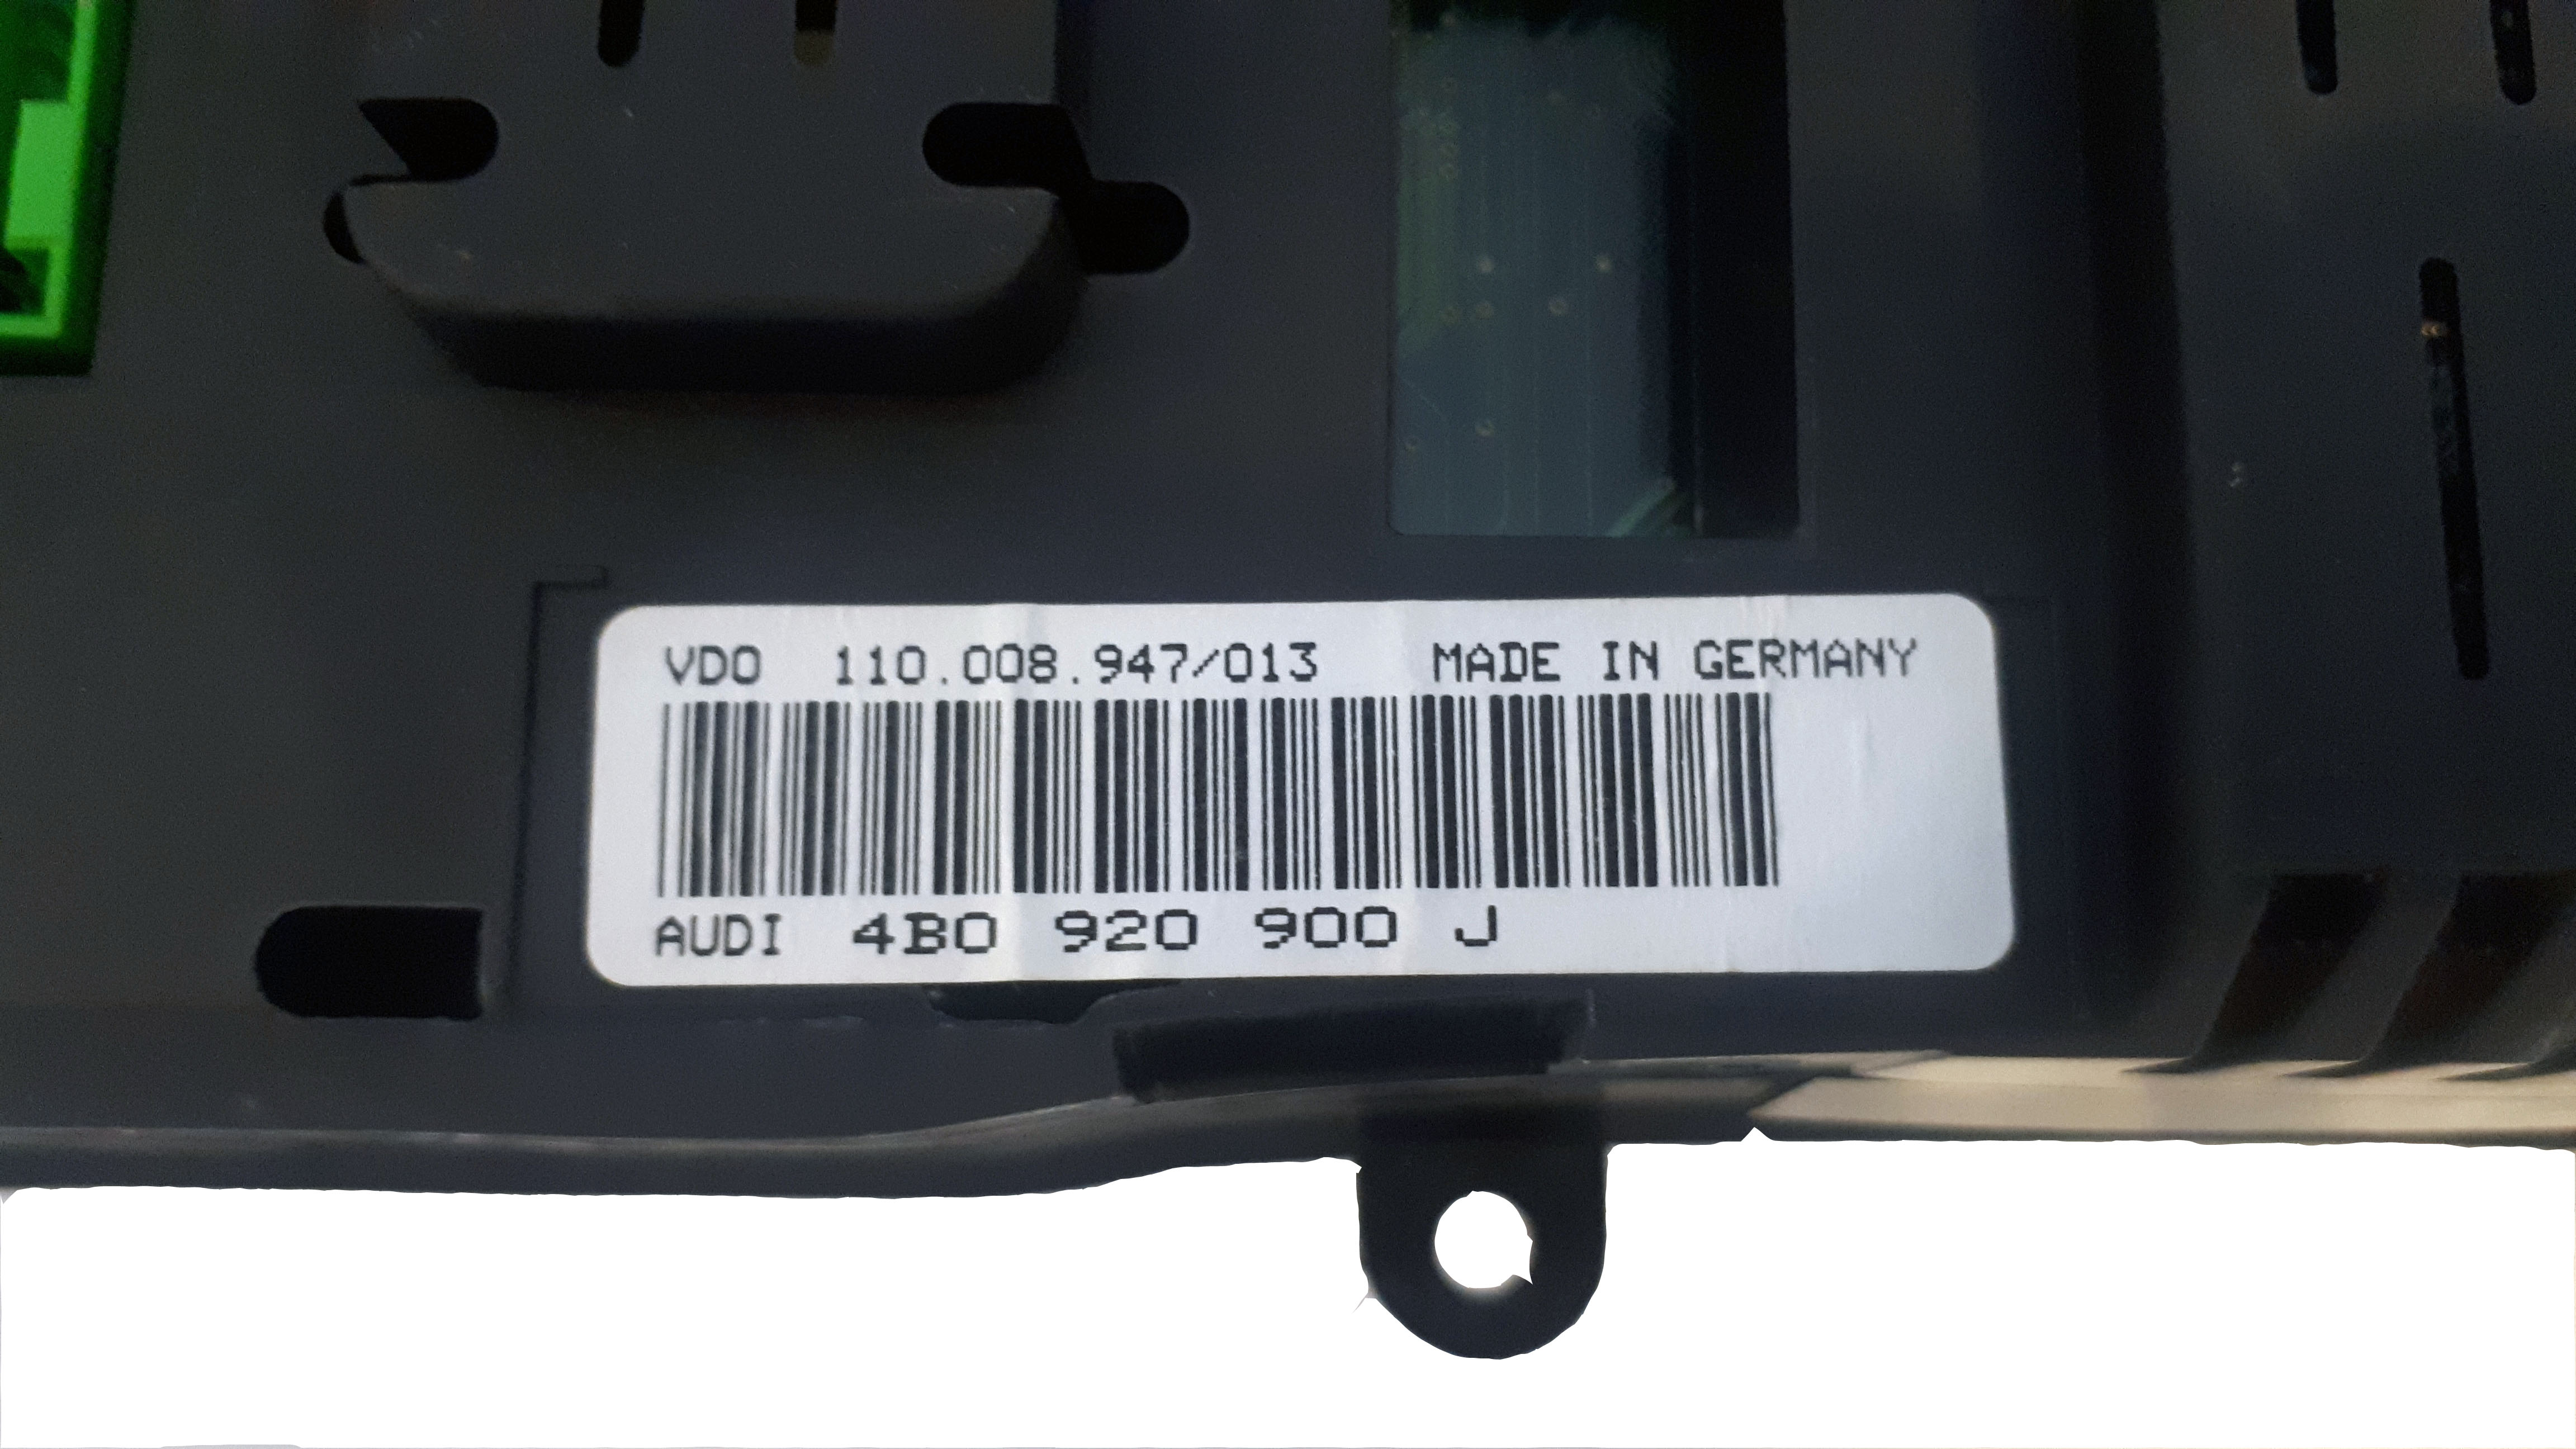 VDO 110.008.947/013 MADE IN GERMANY
AUDI 4B0 920 900 J